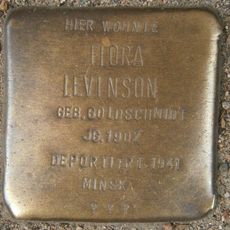 HIER WOHNTE
FLORA
LEVINSON
GEB. GOLDSCHMIDT
JG. 1902
DEPORTIERT 1941
MINSK